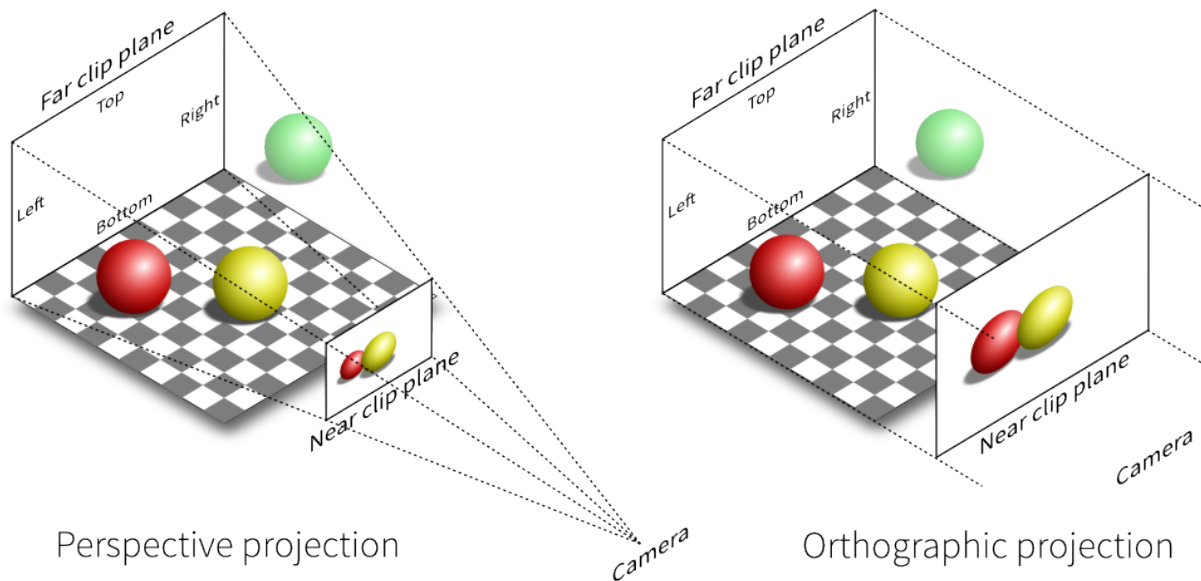 Far clip plane
Top
Right
Left
Bottom
Near clip plane
Camera
Perspective projection
Far clip plane
Top
Right
Left
Bottom
Near clip plane
Camera
Orthographic projection